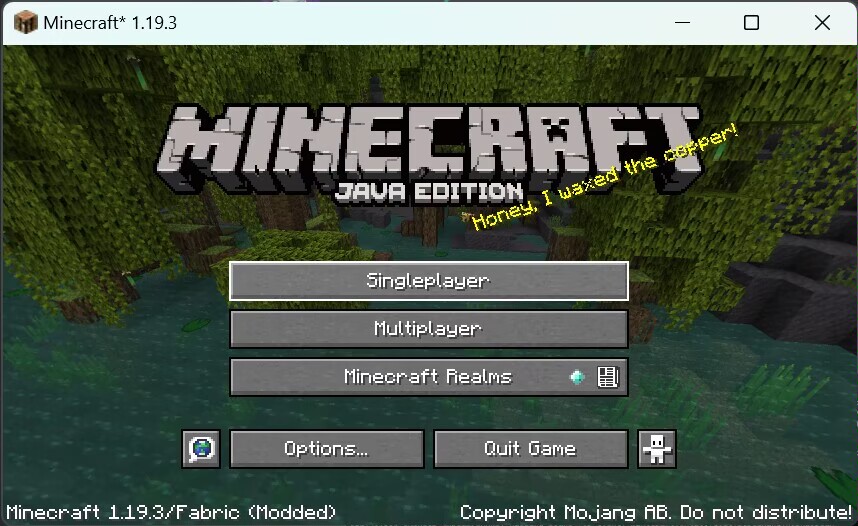 Minecraft* 1.19.3
MINECRAFT
JAVA EDITION
Honey, I waxed the copper!
Singleplayer
Multiplayer
Minecraft Realms
Options...
Quit Game
Minecraft 1.19.3/Fabric (Modded)
Copyright Mojang AB. Do not distribute!